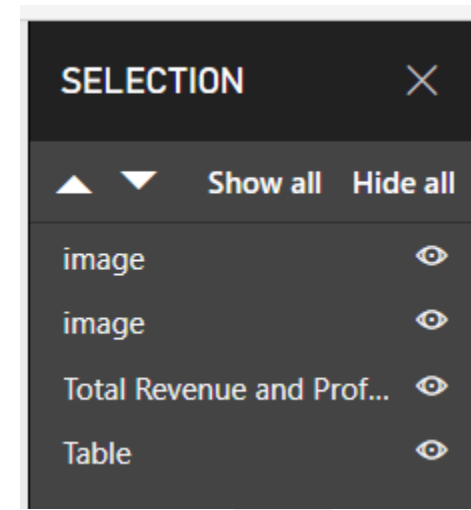 SELECTION
Show all Hide all
image
image
Total Revenue and Prof...
Table